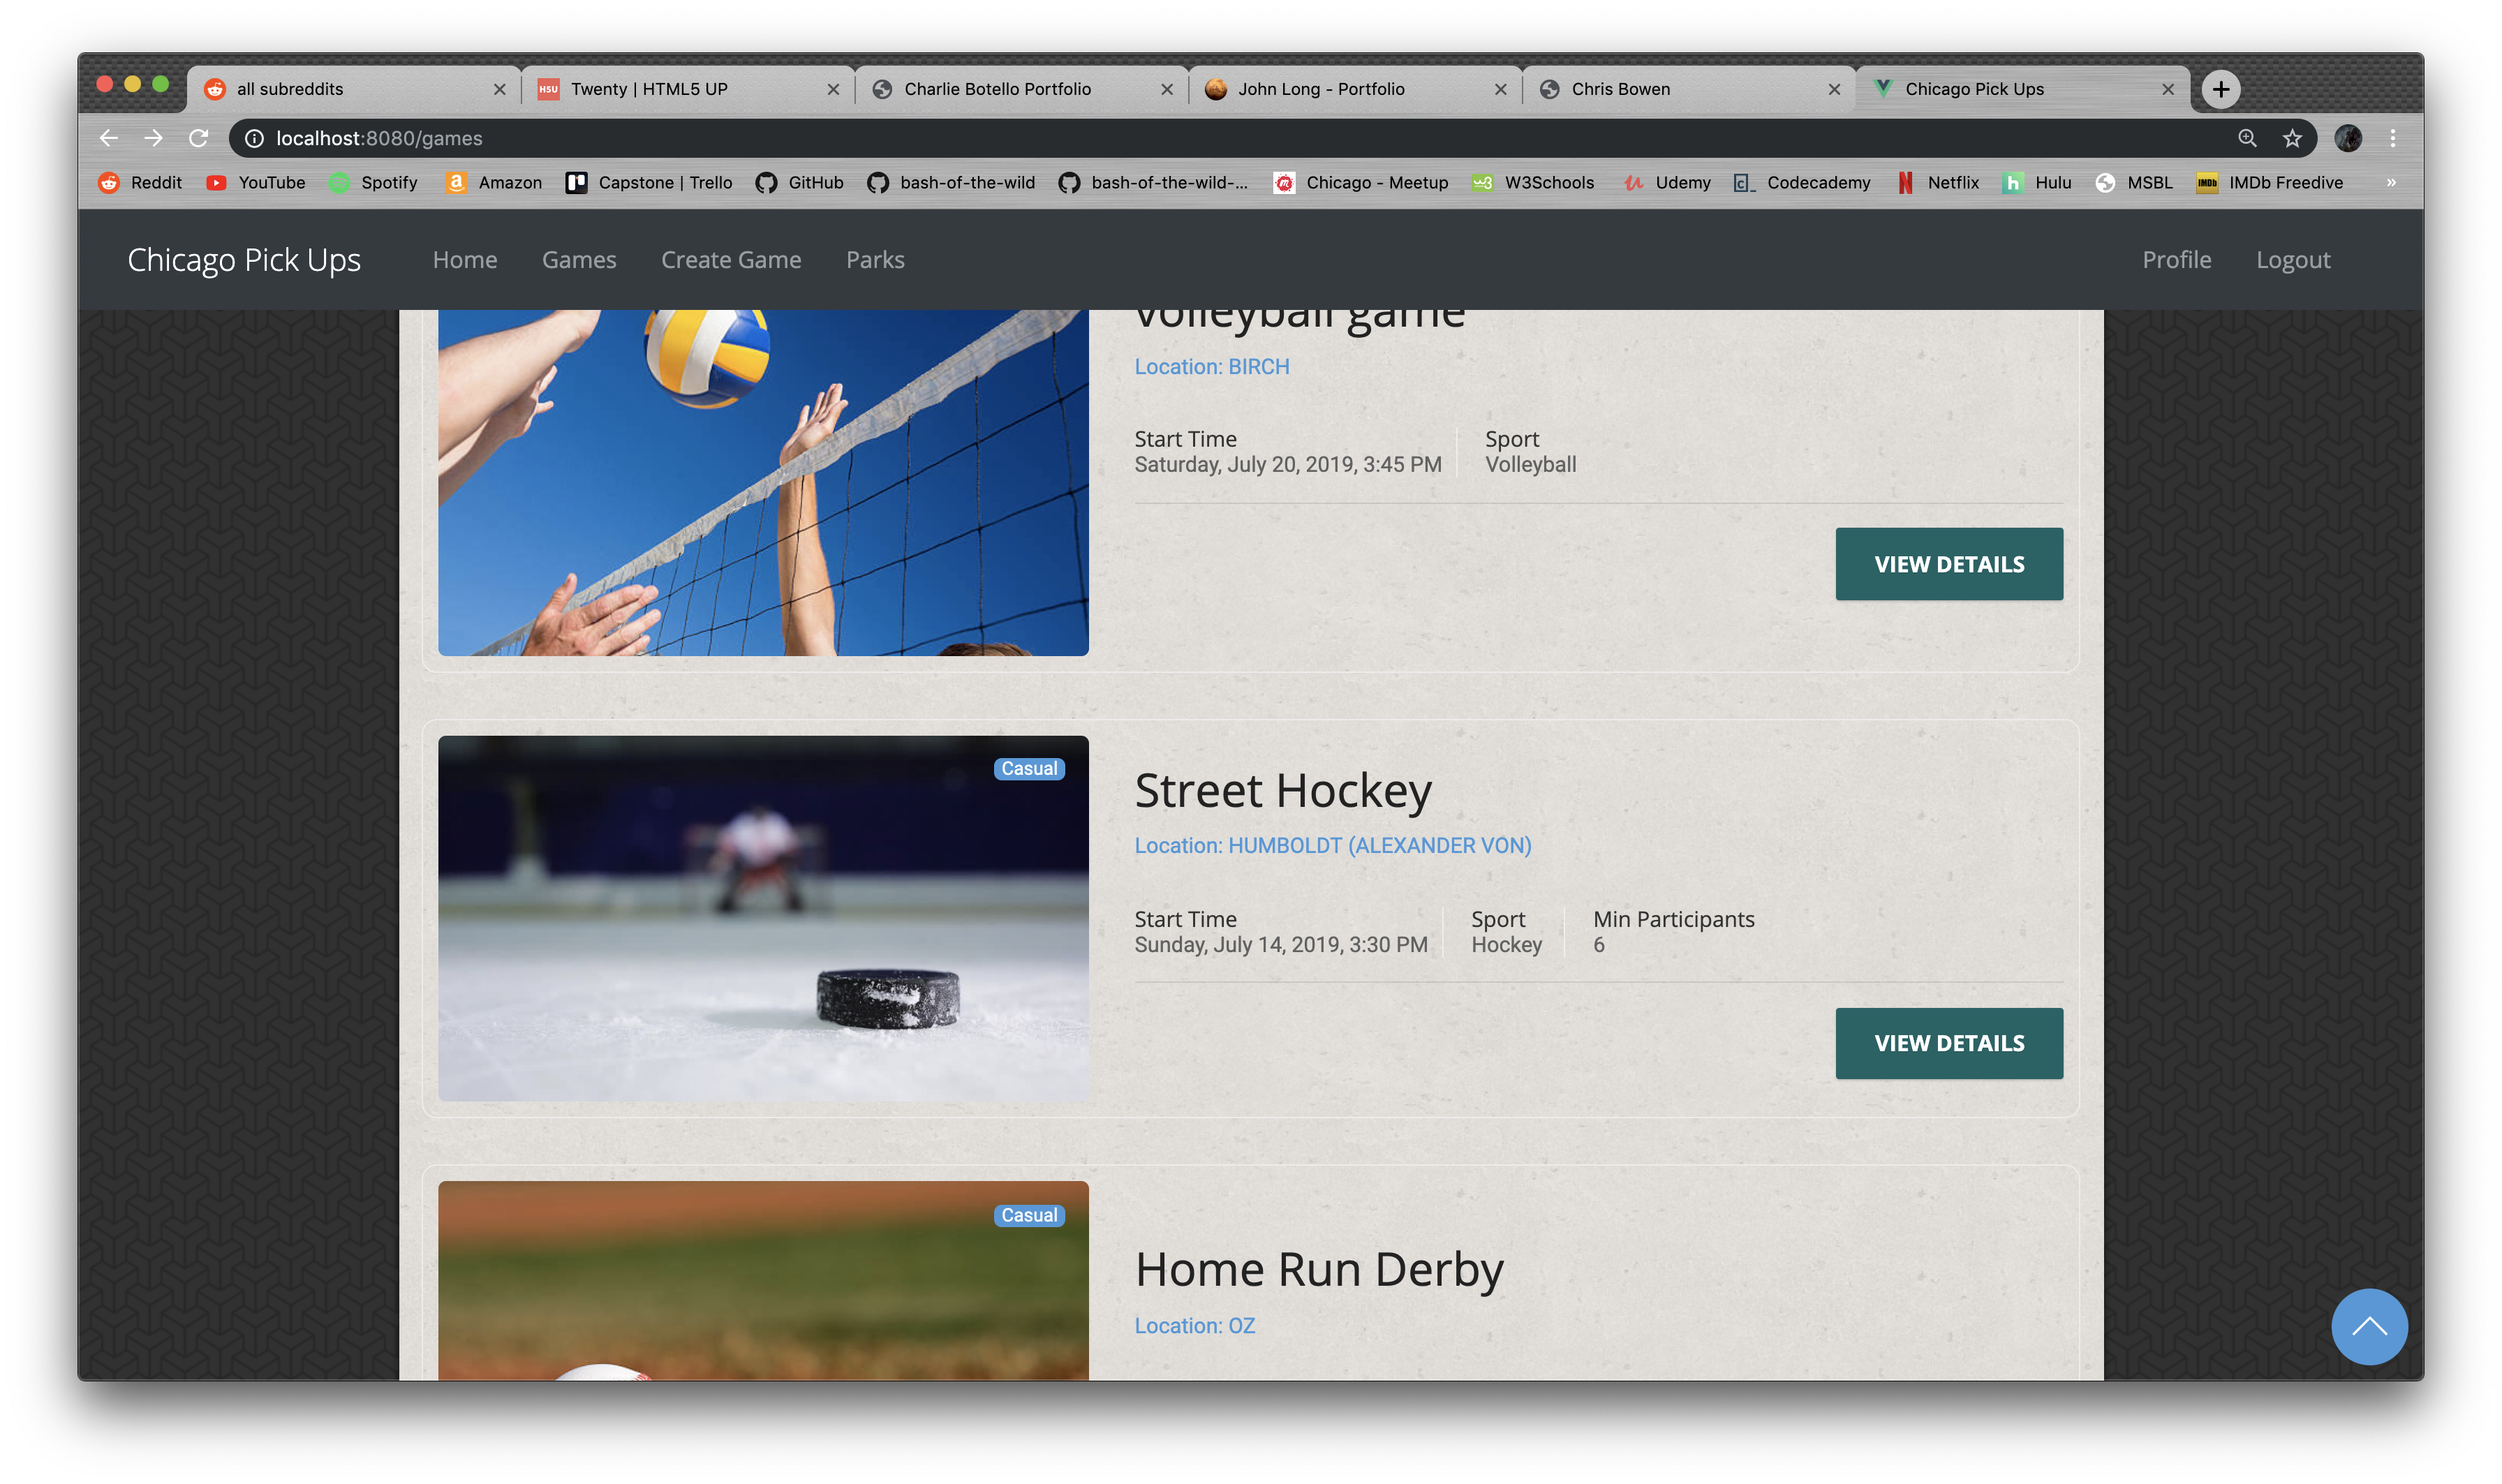 all subreddits
HSU Twenty | HTML5 UP
Charlie Botello Portfolio
John Long - Portfolio
Chris Bowen
Chicago Pick Ups
localhost:8080/games
Reddit YouTube Spotify Amazon Capstone | Trello GitHub bash-of-the-wild bash-of-the-wild-... Chicago - Meetup W3Schools Udemy Codecademy Netflix Hulu MSBL IMDb IMDb Freedive »
Chicago Pick Ups Home Games Create Game Parks Profile Logout
volleyball game
Location: BIRCH
Start Time
Saturday, July 20, 2019, 3:45 PM
Sport
Volleyball
VIEW DETAILS
Casual
Street Hockey
Location: HUMBOLDT (ALEXANDER VON)
Start Time
Sunday, July 14, 2019, 3:30 PM
Sport
Hockey
Min Participants
6
VIEW DETAILS
Casual
Home Run Derby
Location: OZ